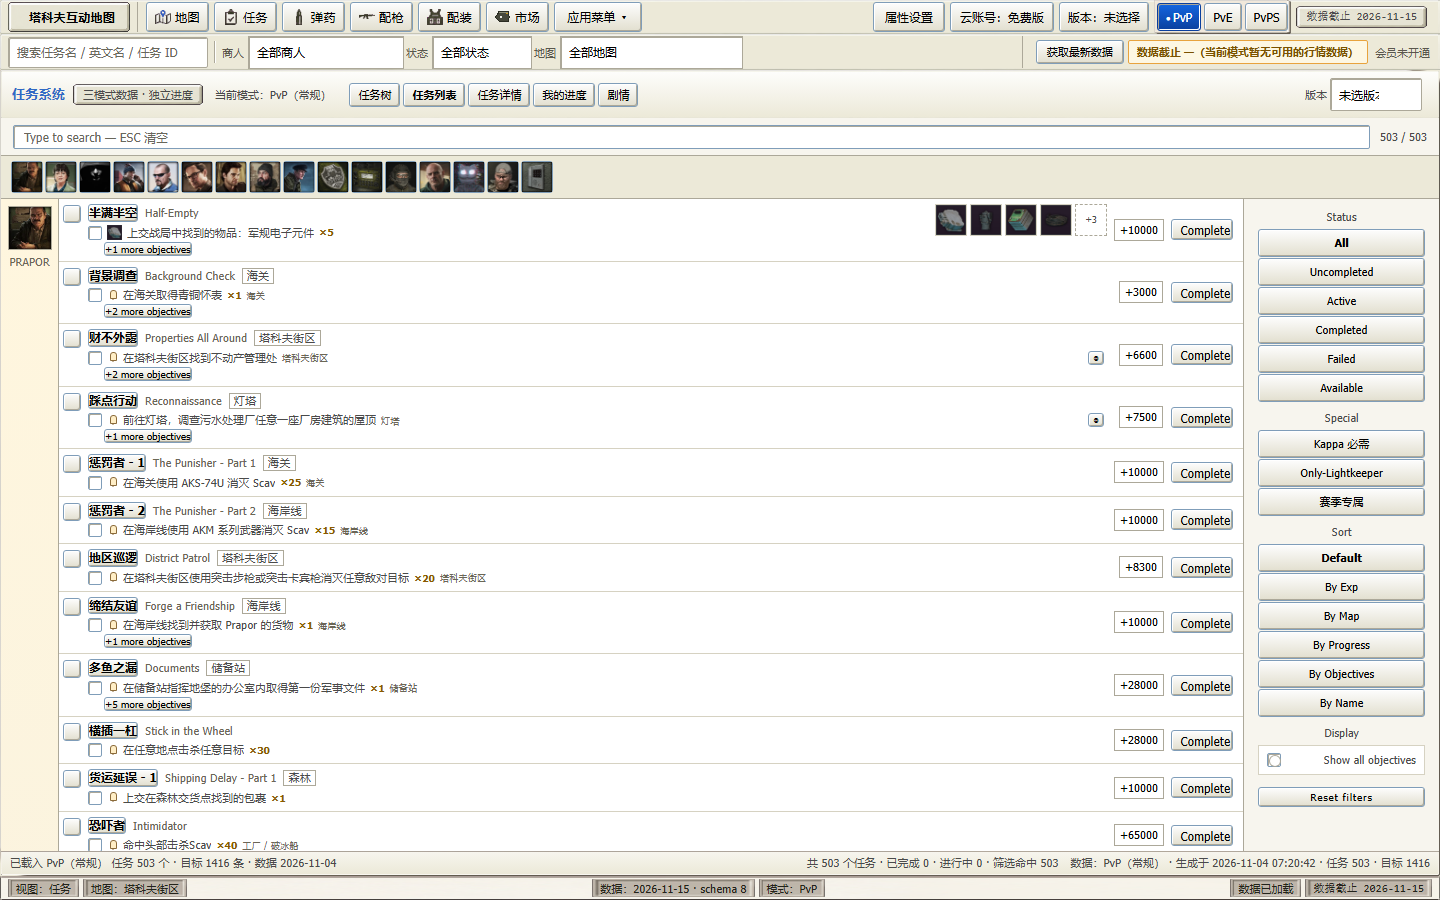 塔科夫互动地图 地图 任务 弹药 配枪 配装 市场 应用菜单 属性设置 云账号：免费版 版本：未选择 PvP PvE PvPS 数据截止 2026-11-15
搜索任务名 / 英文名 / 任务 ID 商人 全部商人 状态 全部状态 地图 全部地图 获取最新数据 数据截止 — (当前模式暂无可用的行情数据) 会员未开通
任务系统 三模式数据 · 独立进度 当前模式：PvP（常规） 任务树 任务列表 任务详情 我的进度 剧情 版本 未选版本
Type to search — ESC 清空 503 / 503
PRAPOR
半满半空 Half-Empty
上交战局中找到的物品：军规电子元件 ×5
+1 more objectives
+3 +10000 Complete
背景调查 Background Check 海关
在海关取得青铜怀表 ×1 海关
+2 more objectives
+3000 Complete
财不外露 Properties All Around 塔科夫街区
在塔科夫街区找到不动产管理处 塔科夫街区
+2 more objectives
+6600 Complete
踩点行动 Reconnaissance 灯塔
前往灯塔，调查污水处理厂任意一座厂房建筑的屋顶 灯塔
+1 more objectives
+7500 Complete
惩罚者 - 1 The Punisher - Part 1 海关
在海关使用 AKS-74U 消灭 Scav ×25 海关
+10000 Complete
惩罚者 - 2 The Punisher - Part 2 海岸线
在海岸线使用 AKM 系列武器消灭 Scav ×15 海岸线
+10000 Complete
地区巡逻 District Patrol 塔科夫街区
在塔科夫街区使用突击步枪或突击卡宾枪消灭任意敌对目标 ×20 塔科夫街区
+8300 Complete
缔结友谊 Forge a Friendship 海岸线
在海岸线找到并获取 Prapor 的货物 ×1 海岸线
+1 more objectives
+10000 Complete
多鱼之漏 Documents 储备站
在储备站指挥地堡的办公室内取得第一份军事文件 ×1 储备站
+5 more objectives
+28000 Complete
横插一杠 Stick in the Wheel
在任意地点击杀任意目标 ×30
+28000 Complete
货运延误 - 1 Shipping Delay - Part 1 森林
上交在森林交货点找到的包裹 ×1
+10000 Complete
恐吓者 Intimidator
命中头部击杀Scav ×40 工厂 / 破冰船
+65000 Complete
Status
All
Uncompleted
Active
Completed
Failed
Available
Special
Kappa 必需
Only-Lightkeeper
赛季专属
Sort
Default
By Exp
By Map
By Progress
By Objectives
By Name
Display
Show all objectives
Reset filters
已载入 PvP（常规） 任务 503 个 · 目标 1416 条 · 数据 2026-11-04 共 503 个任务 · 已完成 0 · 进行中 0 · 筛选命中 503 数据：PvP（常规） · 生成于 2026-11-04 07:20:42 · 任务 503 · 目标 1416
视图：任务 地图：塔科夫街区 数据：2026-11-15 · schema 8 模式：PvP 数据已加载 数据截止 2026-11-15